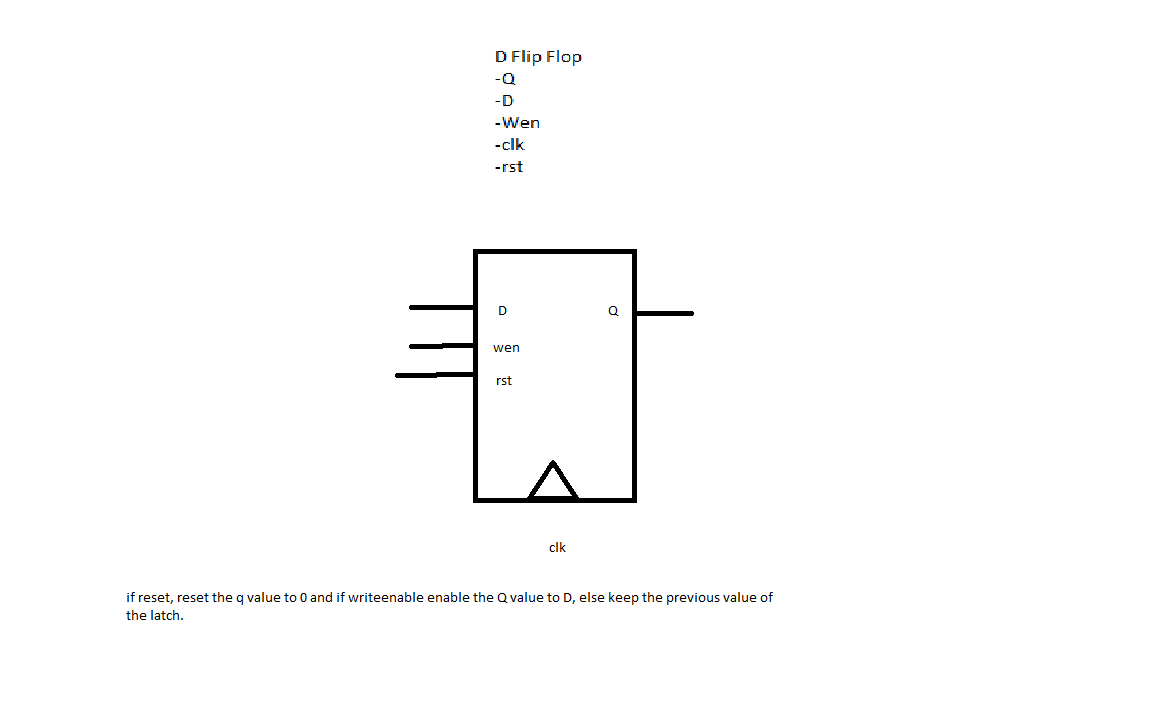 D Flip Flop
-Q
-D
-Wen
-clk
-rst
D
Q
wen
rst
clk
if reset, reset the q value to 0 and if writeenable enable the Q value to D, else keep the previous value of
the latch.